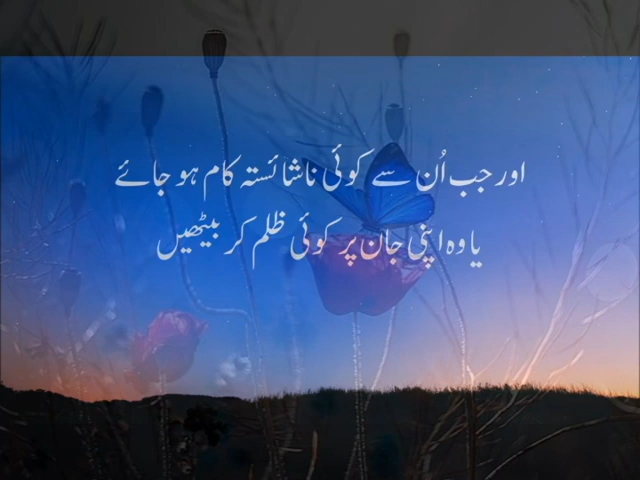 اور جب اُن سے کوئی ناشائستہ کام ہو جائے
یا وہ اپنی جان پر کوئی ظلم کر بیٹھیں